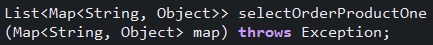 List<Map<String, Object>> selectOrderProductOne
(Map<String, Object> map) throws Exception;